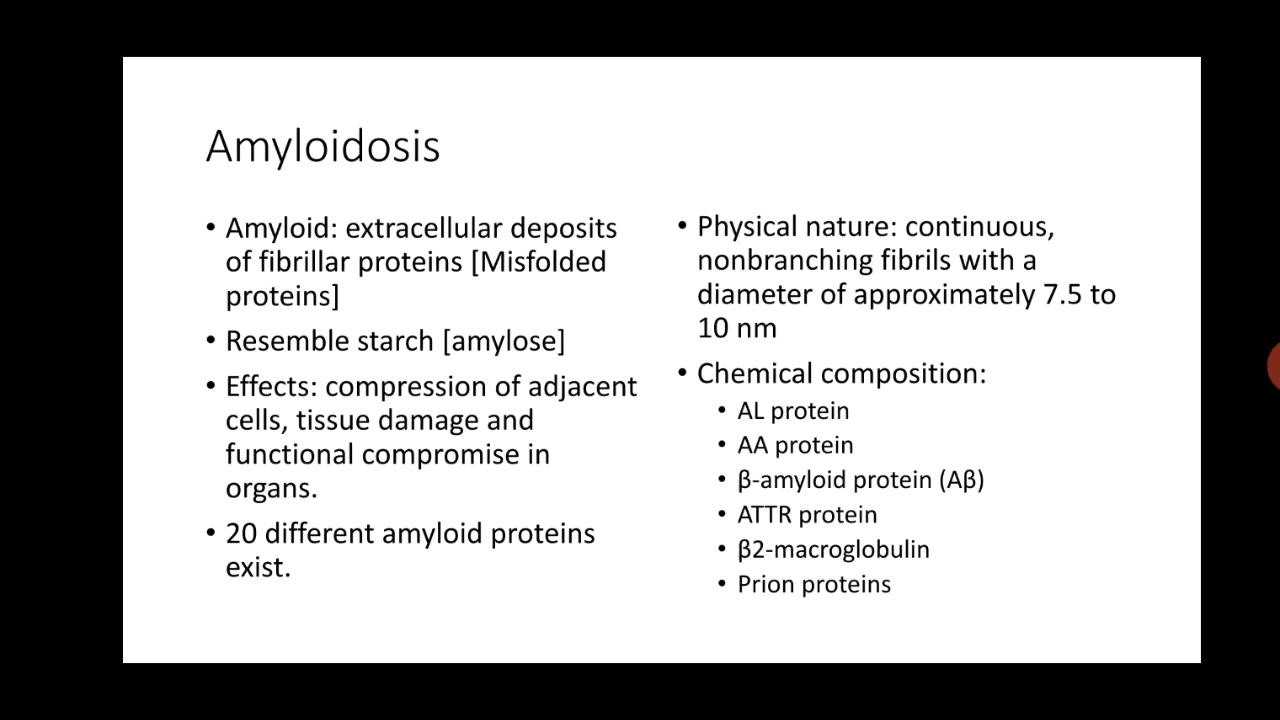 Amyloidosis
• Amyloid: extracellular deposits
of fibrillar proteins [Misfolded
proteins]
• Resemble starch [amylose]
• Effects: compression of adjacent
cells, tissue damage and
functional compromise in
organs.
• 20 different amyloid proteins
exist.
• Physical nature: continuous,
nonbranching fibrils with a
diameter of approximately 7.5 to
10 nm
• Chemical composition:
• AL protein
• AA protein
• β-amyloid protein (Aβ)
• ATTR protein
• β2-macroglobulin
• Prion proteins